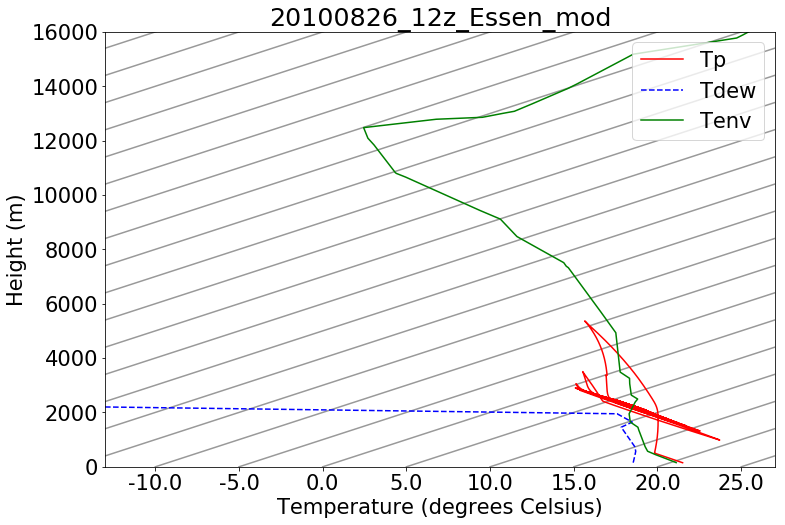 20100826_12z_Essen_mod
16000
14000
12000
10000
8000
6000
4000
2000
0
Height (m)
Tp
Tdew
Tenv
-10.0 -5.0 0.0 5.0 10.0 15.0 20.0 25.0
Temperature (degrees Celsius)